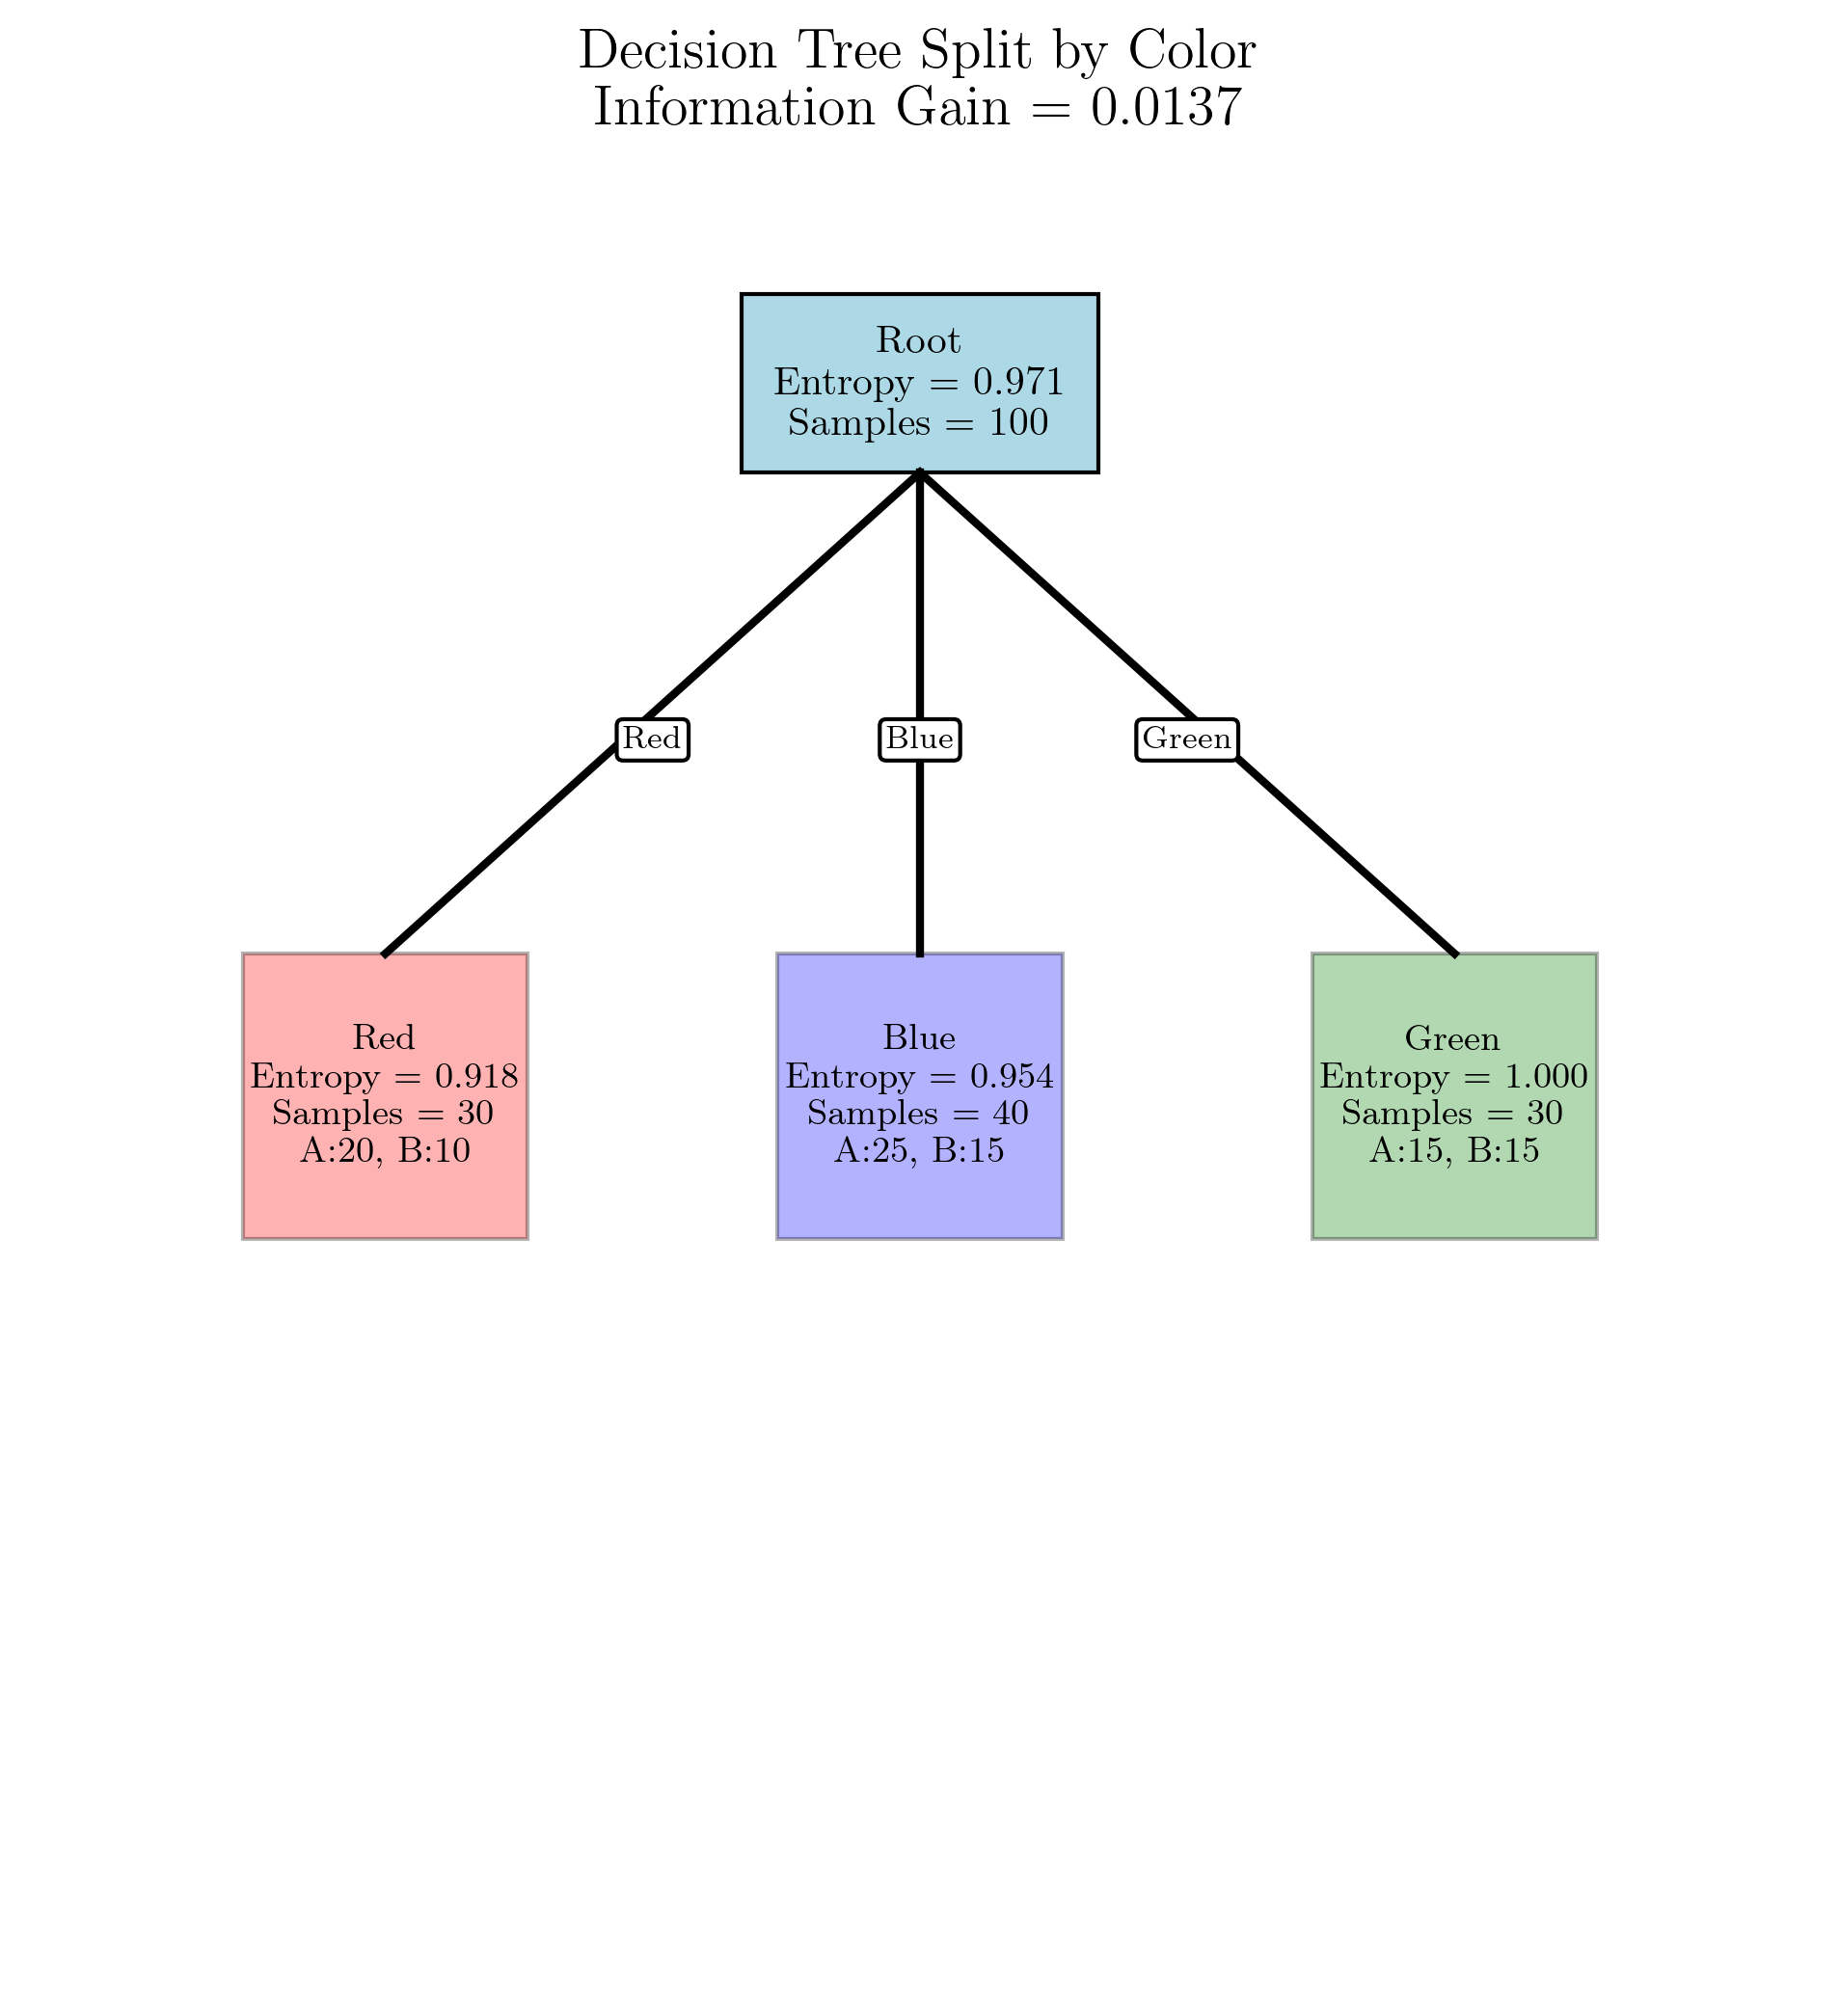 Decision Tree Split by Color
Information Gain = 0.0137
Root
Entropy = 0.971
Samples = 100
Red
Blue
Green
Red
Entropy = 0.918
Samples = 30
A:20, B:10
Blue
Entropy = 0.954
Samples = 40
A:25, B:15
Green
Entropy = 1.000
Samples = 30
A:15, B:15